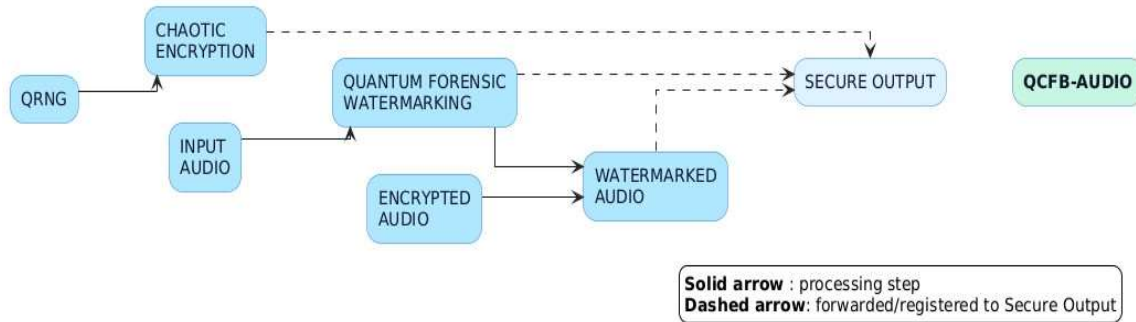 CHAOTIC
ENCRYPTION
QRNG
QUANTUM FORENSIC
WATERMARKING
SECURE OUTPUT
QCFB-AUDIO
INPUT
AUDIO
ENCRYPTED
AUDIO
WATERMARKED
AUDIO
Solid arrow : processing step
Dashed arrow: forwarded/registered to Secure Output